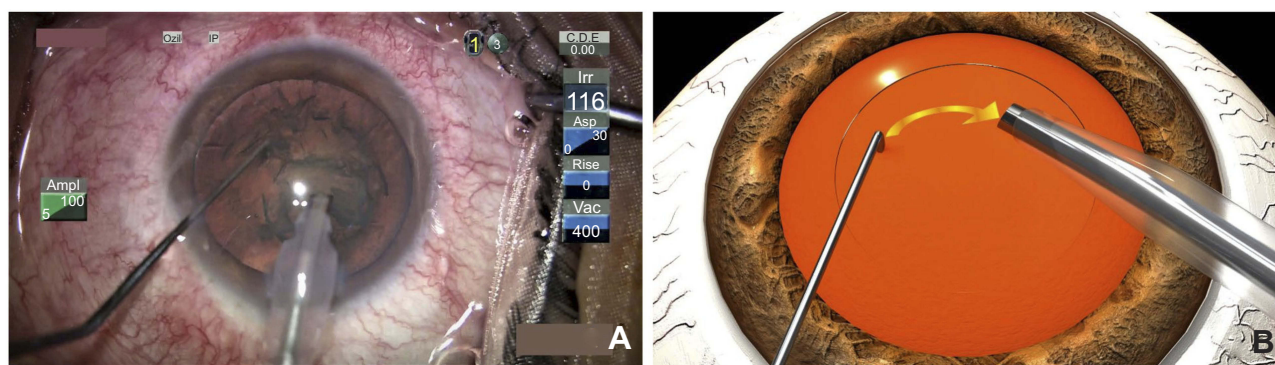 Ozil IP
1 3
C.D.E
0.00
Irr
116
Asp
30
0
Rise
0
Vac
400
Ampl
100
5
A
B